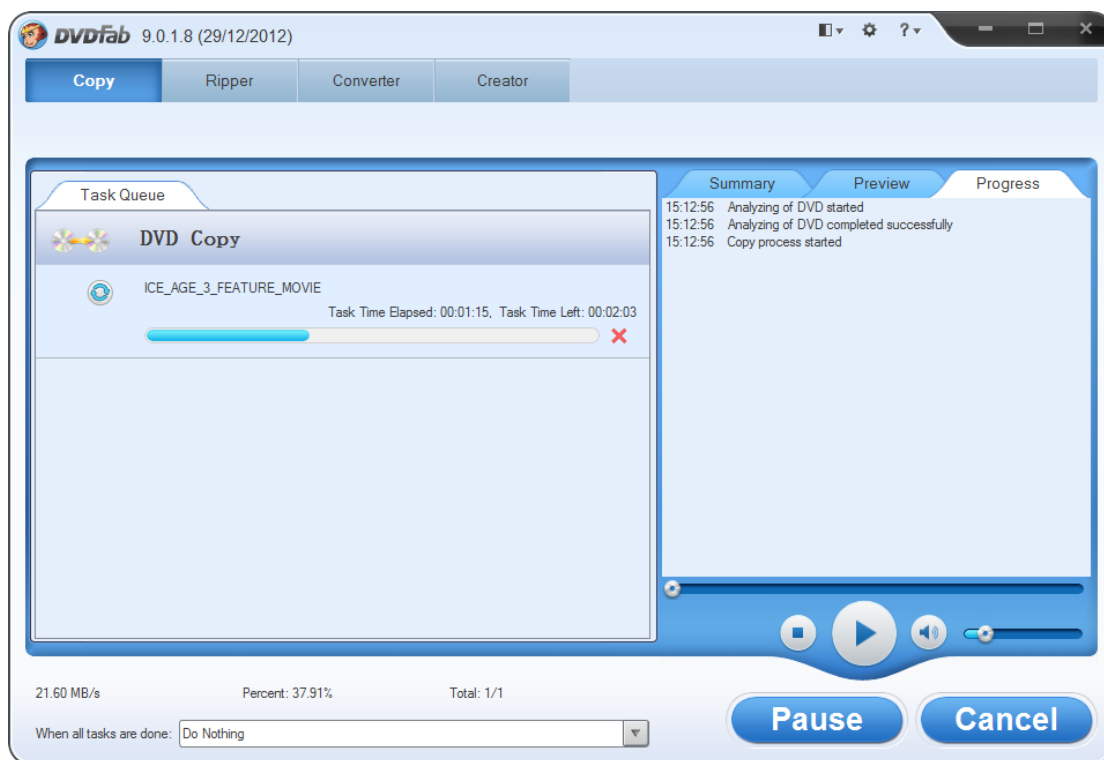 DVDFab 9.0.1.8 (29/12/2012)
?
Copy Ripper Converter Creator
Task Queue
DVD Copy
ICE_AGE_3_FEATURE_MOVIE
Task Time Elapsed: 00:01:15, Task Time Left: 00:02:03
Summary Preview Progress
15:12:56 Analyzing of DVD started
15:12:56 Analyzing of DVD completed successfully
15:12:56 Copy process started
21.60 MB/s Percent: 37.91% Total: 1/1
When all tasks are done: Do Nothing
Pause Cancel